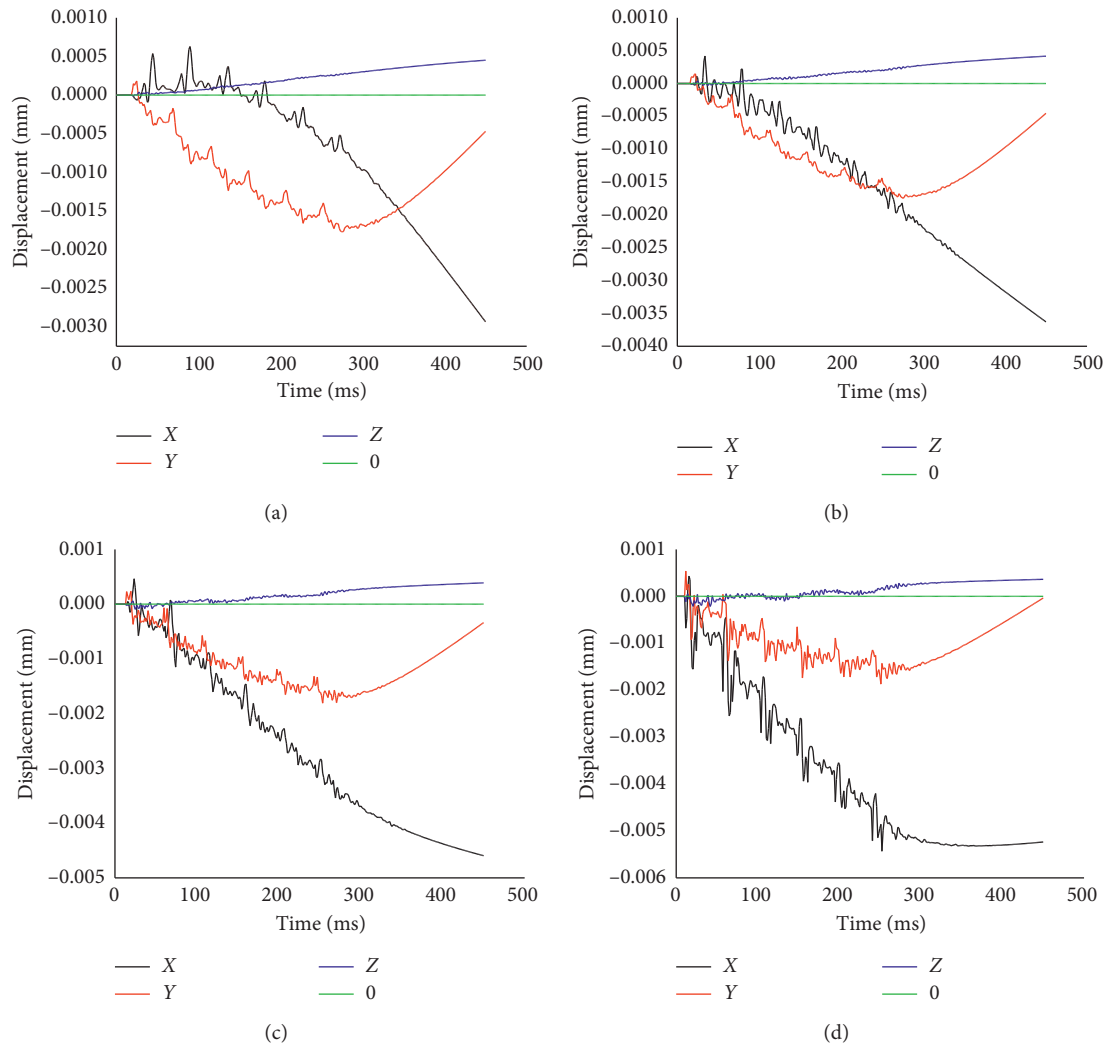 0.0010
0.0005
0.0000
–0.0005
–0.0010
–0.0015
–0.0020
–0.0025
–0.0030
Displacement (mm)
0 100 200 300 400 500
Time (ms)
X Z
Y 0
(a)
0.0010
0.0005
0.0000
–0.0005
–0.0010
–0.0015
–0.0020
–0.0025
–0.0030
–0.0035
–0.0040
Displacement (mm)
0 100 200 300 400 500
Time (ms)
X Z
Y 0
(b)
0.001
0.000
–0.001
–0.002
–0.003
–0.004
–0.005
Displacement (mm)
0 100 200 300 400 500
Time (ms)
X Z
Y 0
(c)
0.001
0.000
–0.001
–0.002
–0.003
–0.004
–0.005
–0.006
Displacement (mm)
0 100 200 300 400 500
Time (ms)
X Z
Y 0
(d)